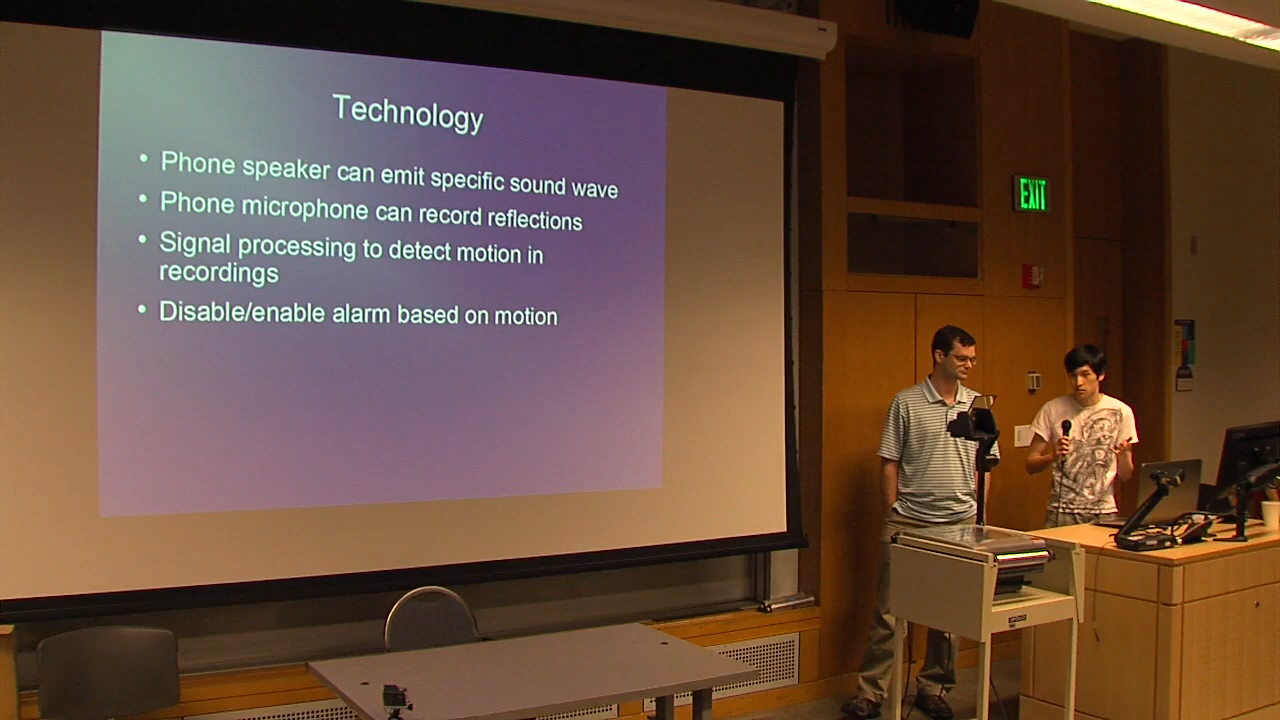 Technology
• Phone speaker can emit specific sound wave
• Phone microphone can record reflections
• Signal processing to detect motion in
recordings
• Disable/enable alarm based on motion
EXIT